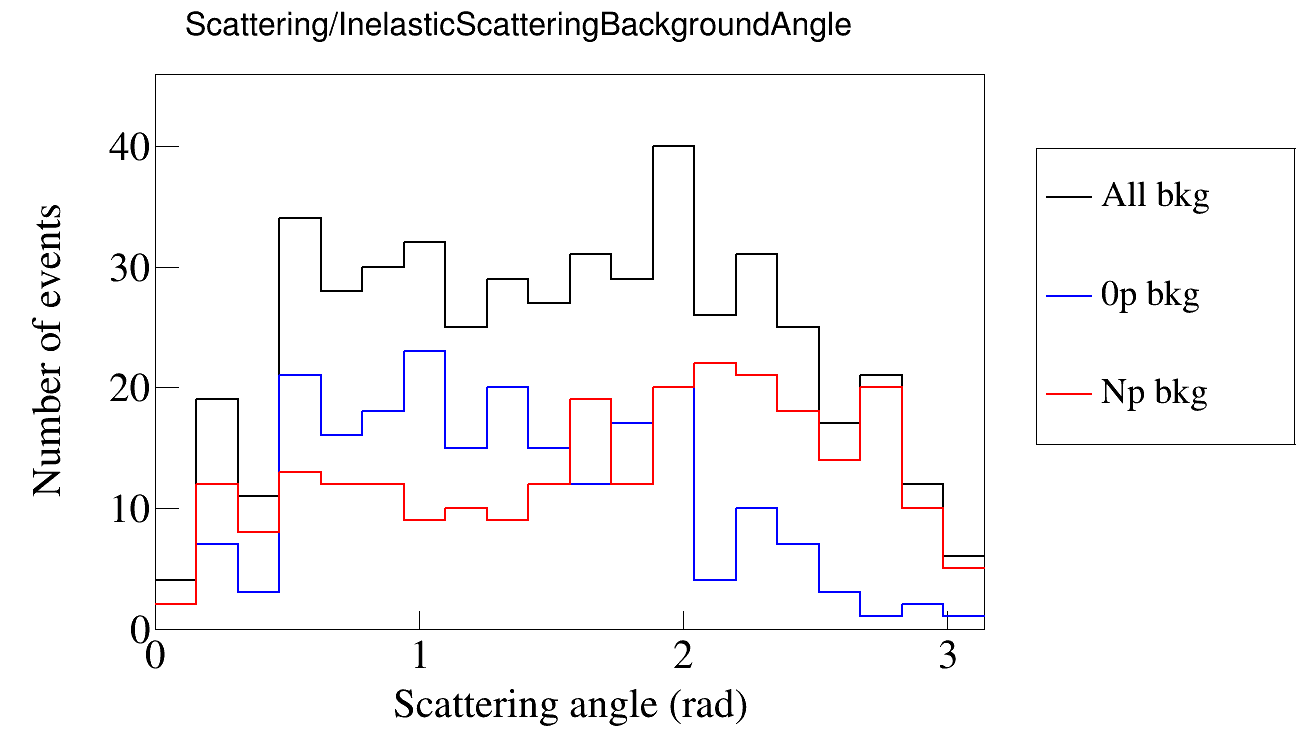 Scattering/InelasticScatteringBackgroundAngle
Number of events
40
30
20
10
0
0 1 2 3
Scattering angle (rad)
All bkg
0p bkg
Np bkg